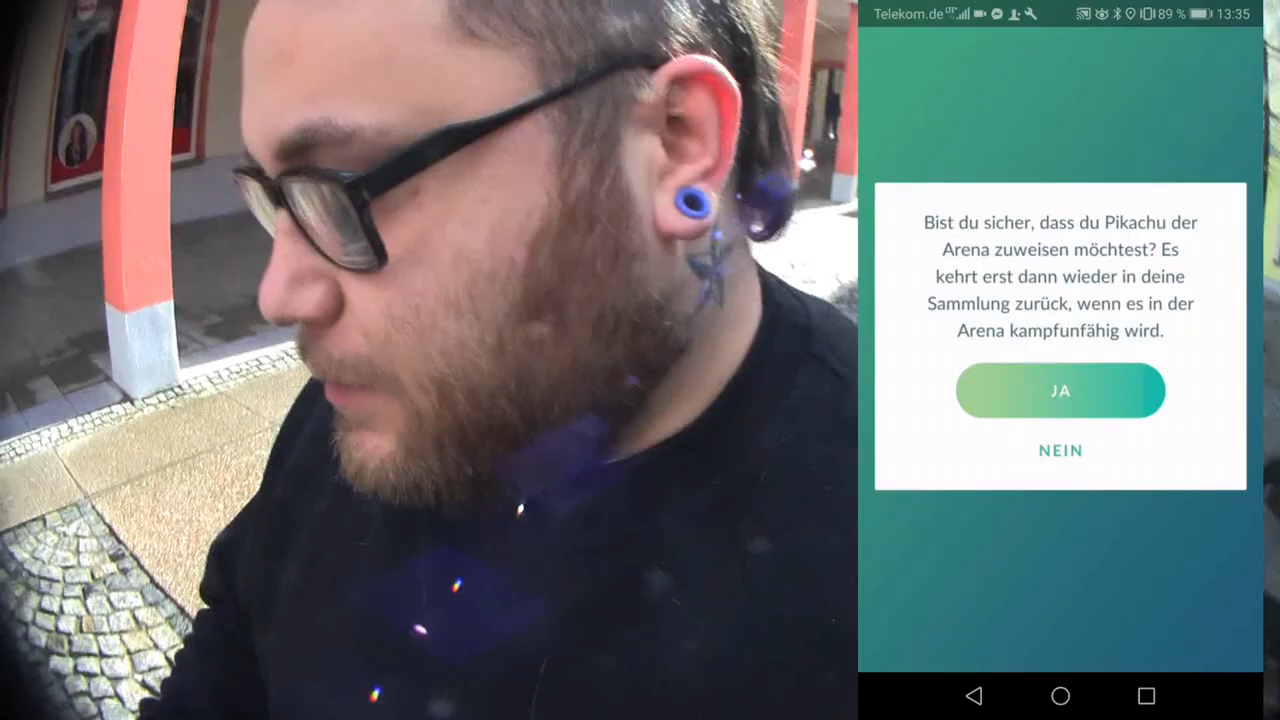 Telekom.de 89 % 13:35
Bist du sicher, dass du Pikachu der
Arena zuweisen möchtest? Es
kehrt erst dann wieder in deine
Sammlung zurück, wenn es in der
Arena kampfunfähig wird.
JA
NEIN